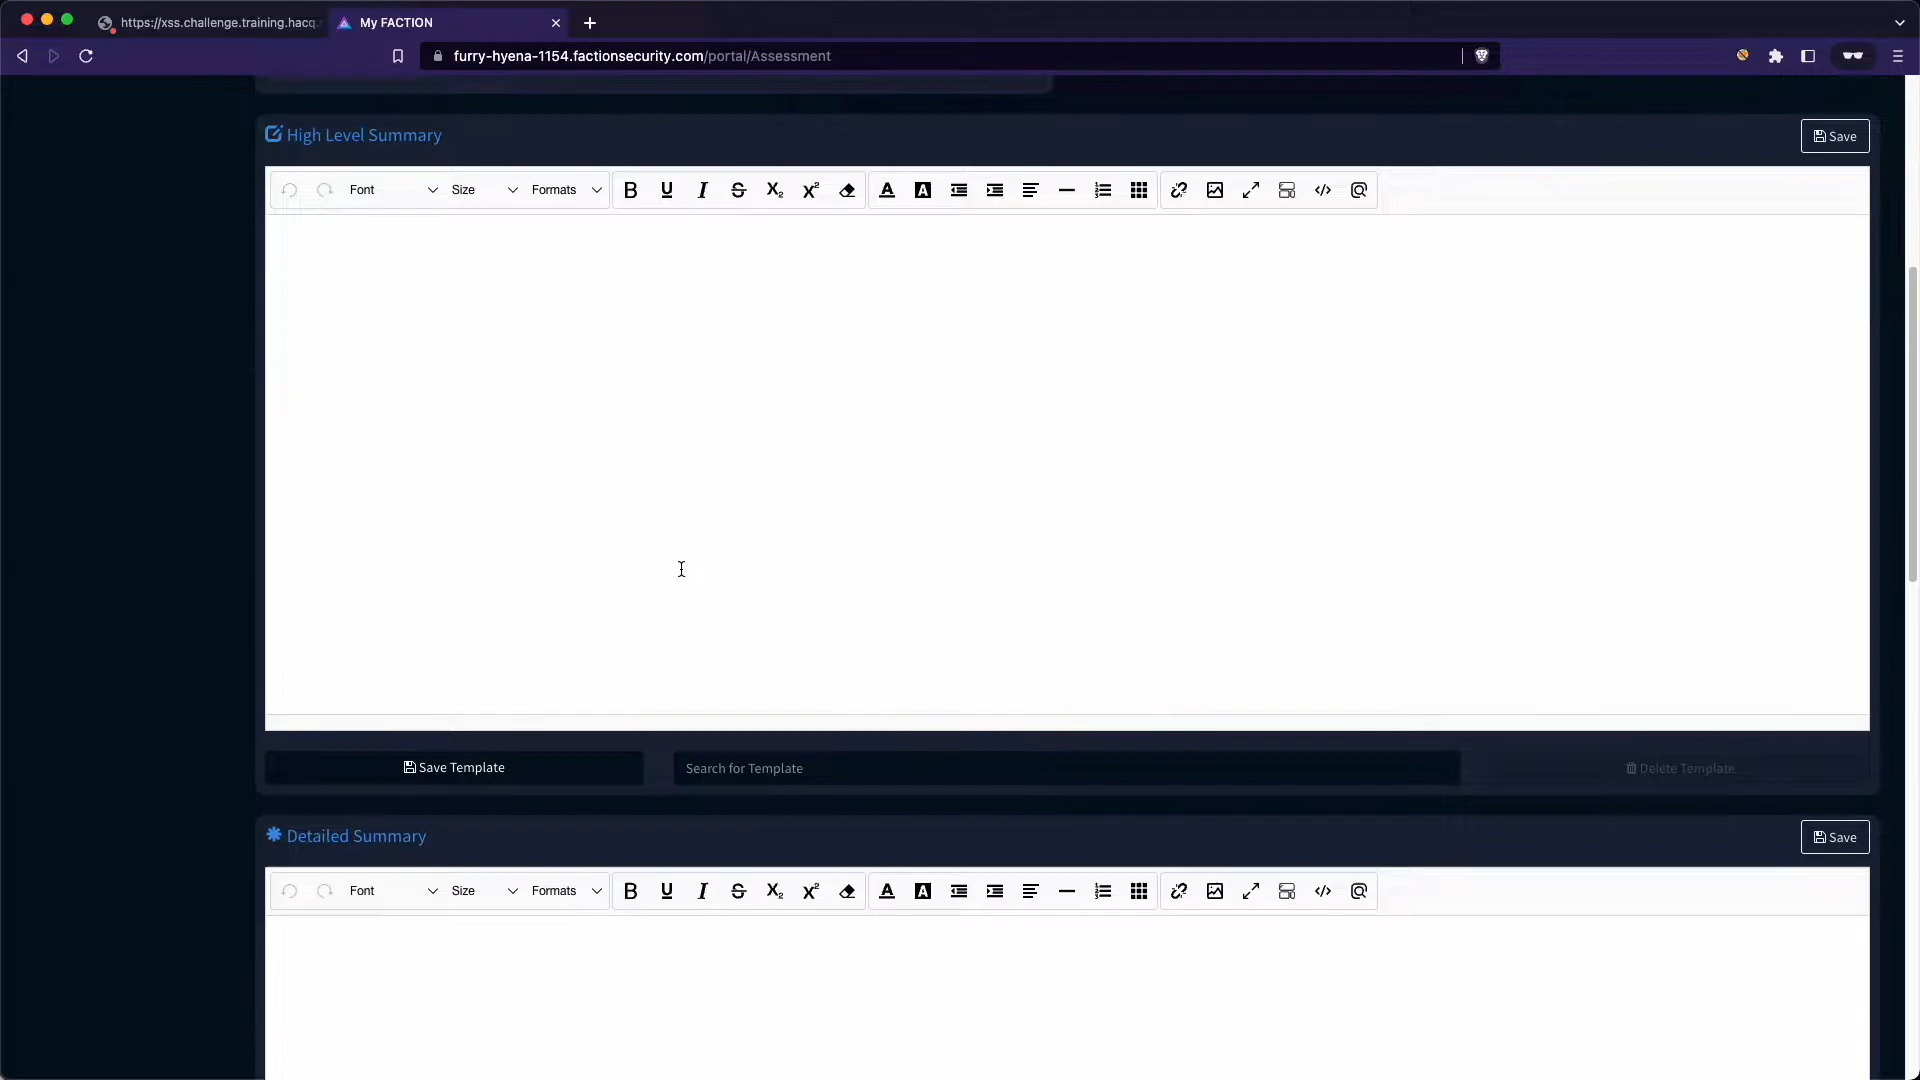 https://xss.challenge.training.hacq.
My FACTION
furry-hyena-1154.factionsecurity.com/portal/Assessment
High Level Summary
Save
Font Size Formats
Save Template
Search for Template
Delete Template
Detailed Summary
Save
Font Size Formats